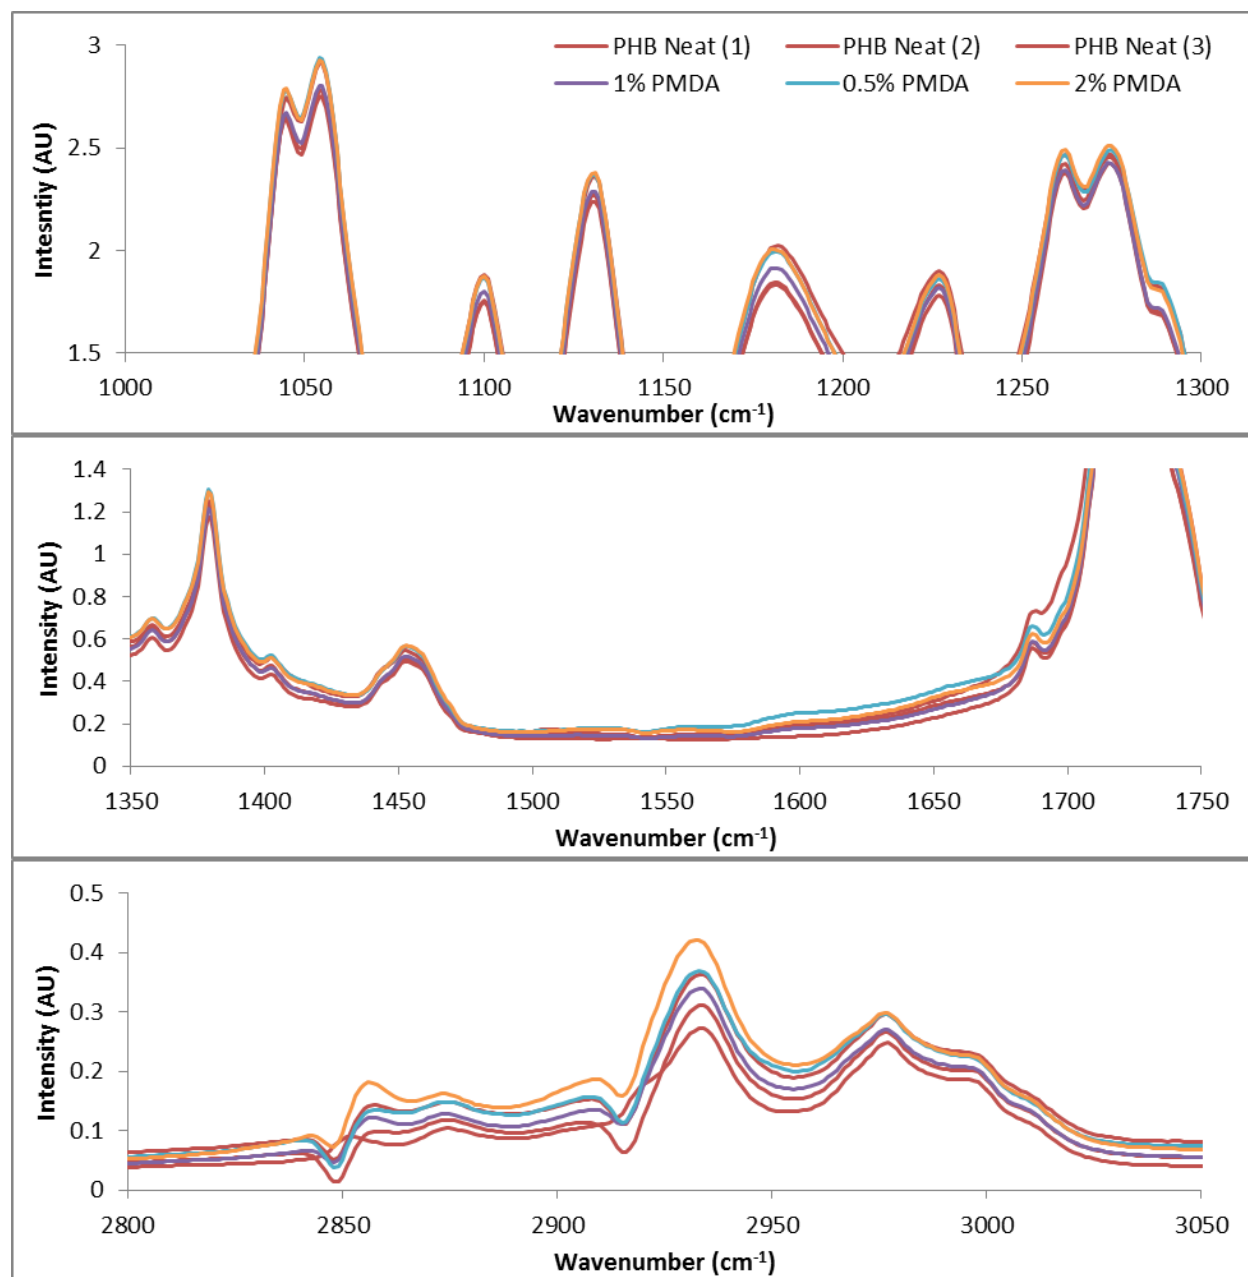 3
PHB Neat (1) PHB Neat (2) PHB Neat (3)
1% PMDA 0.5% PMDA 2% PMDA
2.5
2
1.5
Intesntiy (AU)
1000 1050 1100 1150 1200 1250 1300
Wavenumber (cm⁻¹)
1.4
1.2
1
0.8
0.6
0.4
0.2
0
Intensity (AU)
1350 1400 1450 1500 1550 1600 1650 1700 1750
Wavenumber (cm⁻¹)
0.5
0.4
0.3
0.2
0.1
0
Intensity (AU)
2800 2850 2900 2950 3000 3050
Wavenumber (cm⁻¹)